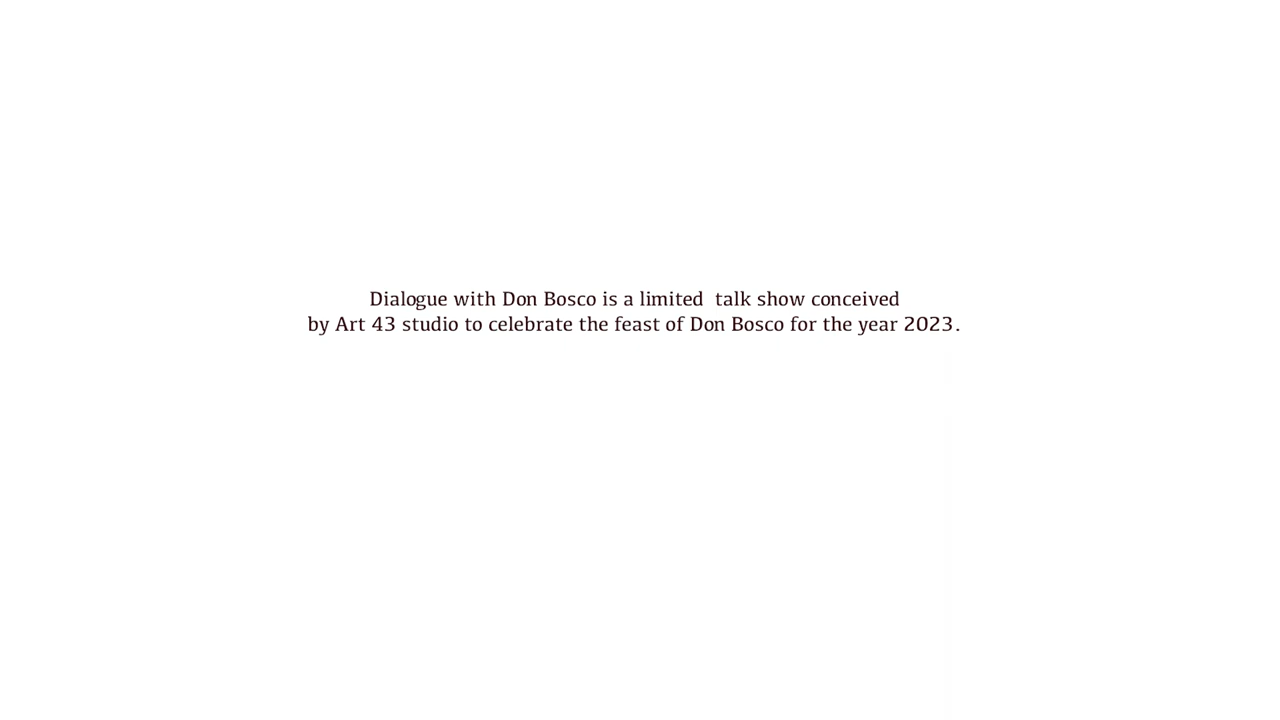 Dialogue with Don Bosco is a limited  talk show conceived
by Art 43 studio to celebrate the feast of Don Bosco for the year 2023.